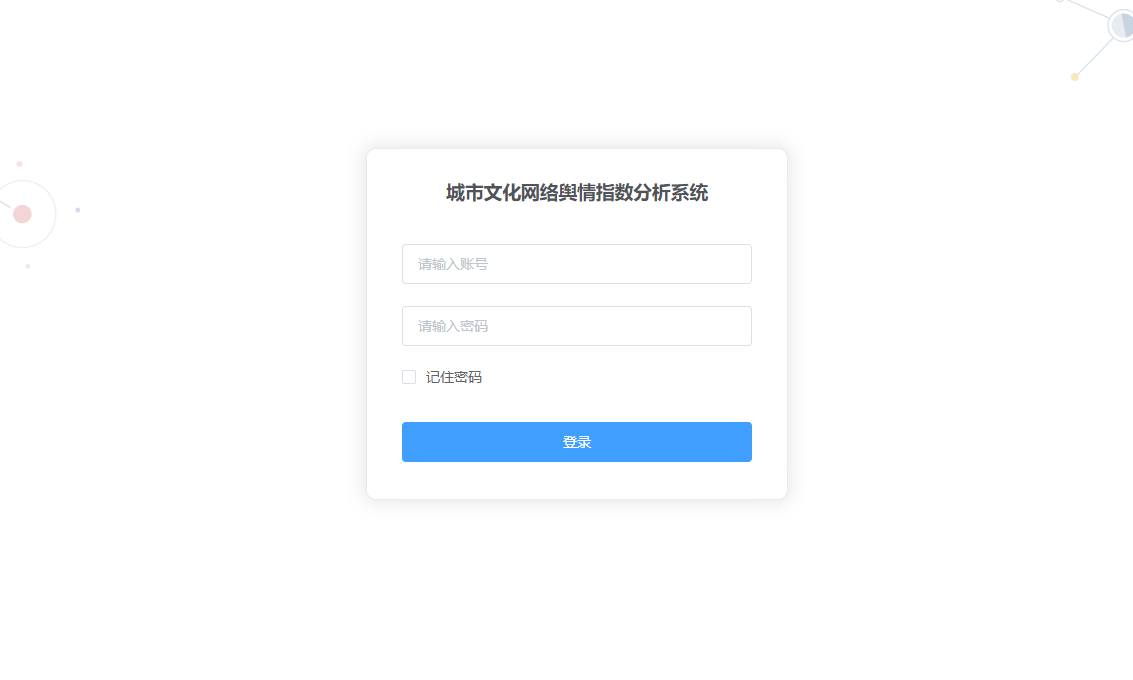 城市文化网络舆情指数分析系统
请输入账号
请输入密码
记住密码
登录